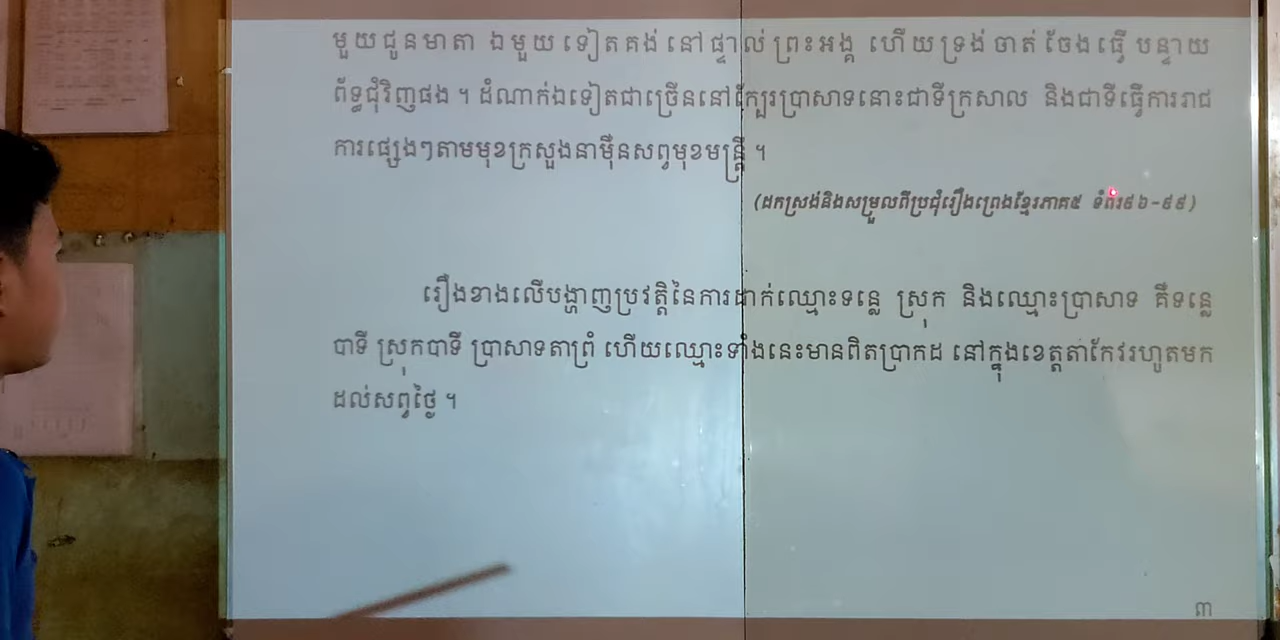 មួយជូនមាតា ឯមួយទៀតគង់នៅផ្ទាល់ព្រះអង្គ ហើយទ្រង់ចាត់ចែងធ្វើបន្ទាយ
ព័ទ្ធជុំវិញផង ។ ដំណាក់ឯទៀតជាច្រើននៅក្បែរប្រាសាទនោះជាទីក្រសាល និងជាទីធ្វើការរាជ
ការផ្សេងៗតាមមុខក្រសួងនាម៉ឺនសព្វមុខមន្ត្រី ។
(ដកស្រង់និងសម្រួលពីប្រជុំរឿងព្រេងខ្មែរភាគ៥ ទំព័រ៩៦-៩៩)
រឿងខាងលើបង្ហាញប្រវត្តិនៃការដាក់ឈ្មោះទន្លេ ស្រុក និងឈ្មោះប្រាសាទ គឺទន្លេ
បាទី ស្រុកបាទី ប្រាសាទតាព្រំ ហើយឈ្មោះទាំងនេះមានពិតប្រាកដ នៅក្នុងខេត្តតាកែវរហូតមក
ដល់សព្វថ្ងៃ ។
៣